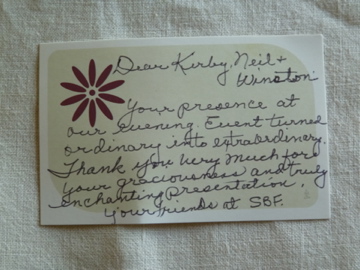 Dear Kirby, Neil +
Winston
Your presence at
our evening Event turned
ordinary into extraordinary.
Thank you very much for
your graciousness and truly
enchanting presentation.
Your friends at SBF.